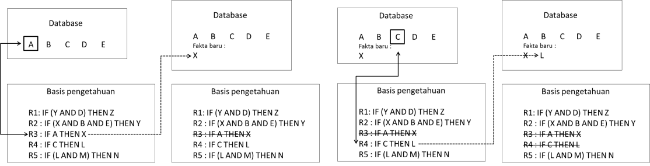 Database
A B C D E
Database
A B C D E
Fakta baru :
X
Database
A B C D E
Fakta baru :
X
Database
A B C D E
Fakta baru :
X L
Basis pengetahuan
R1: IF (Y AND D) THEN Z
R2 : IF (X AND B AND E) THEN Y
R3 : IF A THEN X
R4 : IF C THEN L
R5 : IF (L AND M) THEN N
Basis pengetahuan
R1: IF (Y AND D) THEN Z
R2 : IF (X AND B AND E) THEN Y
R3 : IF A THEN X
R4 : IF C THEN L
R5 : IF (L AND M) THEN N
Basis pengetahuan
R1: IF (Y AND D) THEN Z
R2 : IF (X AND B AND E) THEN Y
R3 : IF A THEN X
R4 : IF C THEN L
R5 : IF (L AND M) THEN N
Basis pengetahuan
R1: IF (Y AND D) THEN Z
R2 : IF (X AND B AND E) THEN Y
R3 : IF A THEN X
R4 : IF C THEN L
R5 : IF (L AND M) THEN N